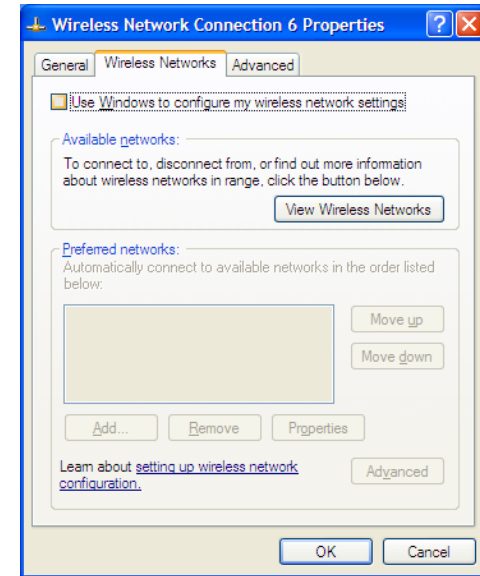 Wireless Network Connection 6 Properties
General Wireless Networks Advanced
Use Windows to configure my wireless network settings
Available networks:
To connect to, disconnect from, or find out more information
about wireless networks in range, click the button below.
View Wireless Networks
Preferred networks:
Automatically connect to available networks in the order listed
below:
Move up
Move down
Add... Remove Properties
Learn about setting up wireless network
configuration.
Advanced
OK Cancel